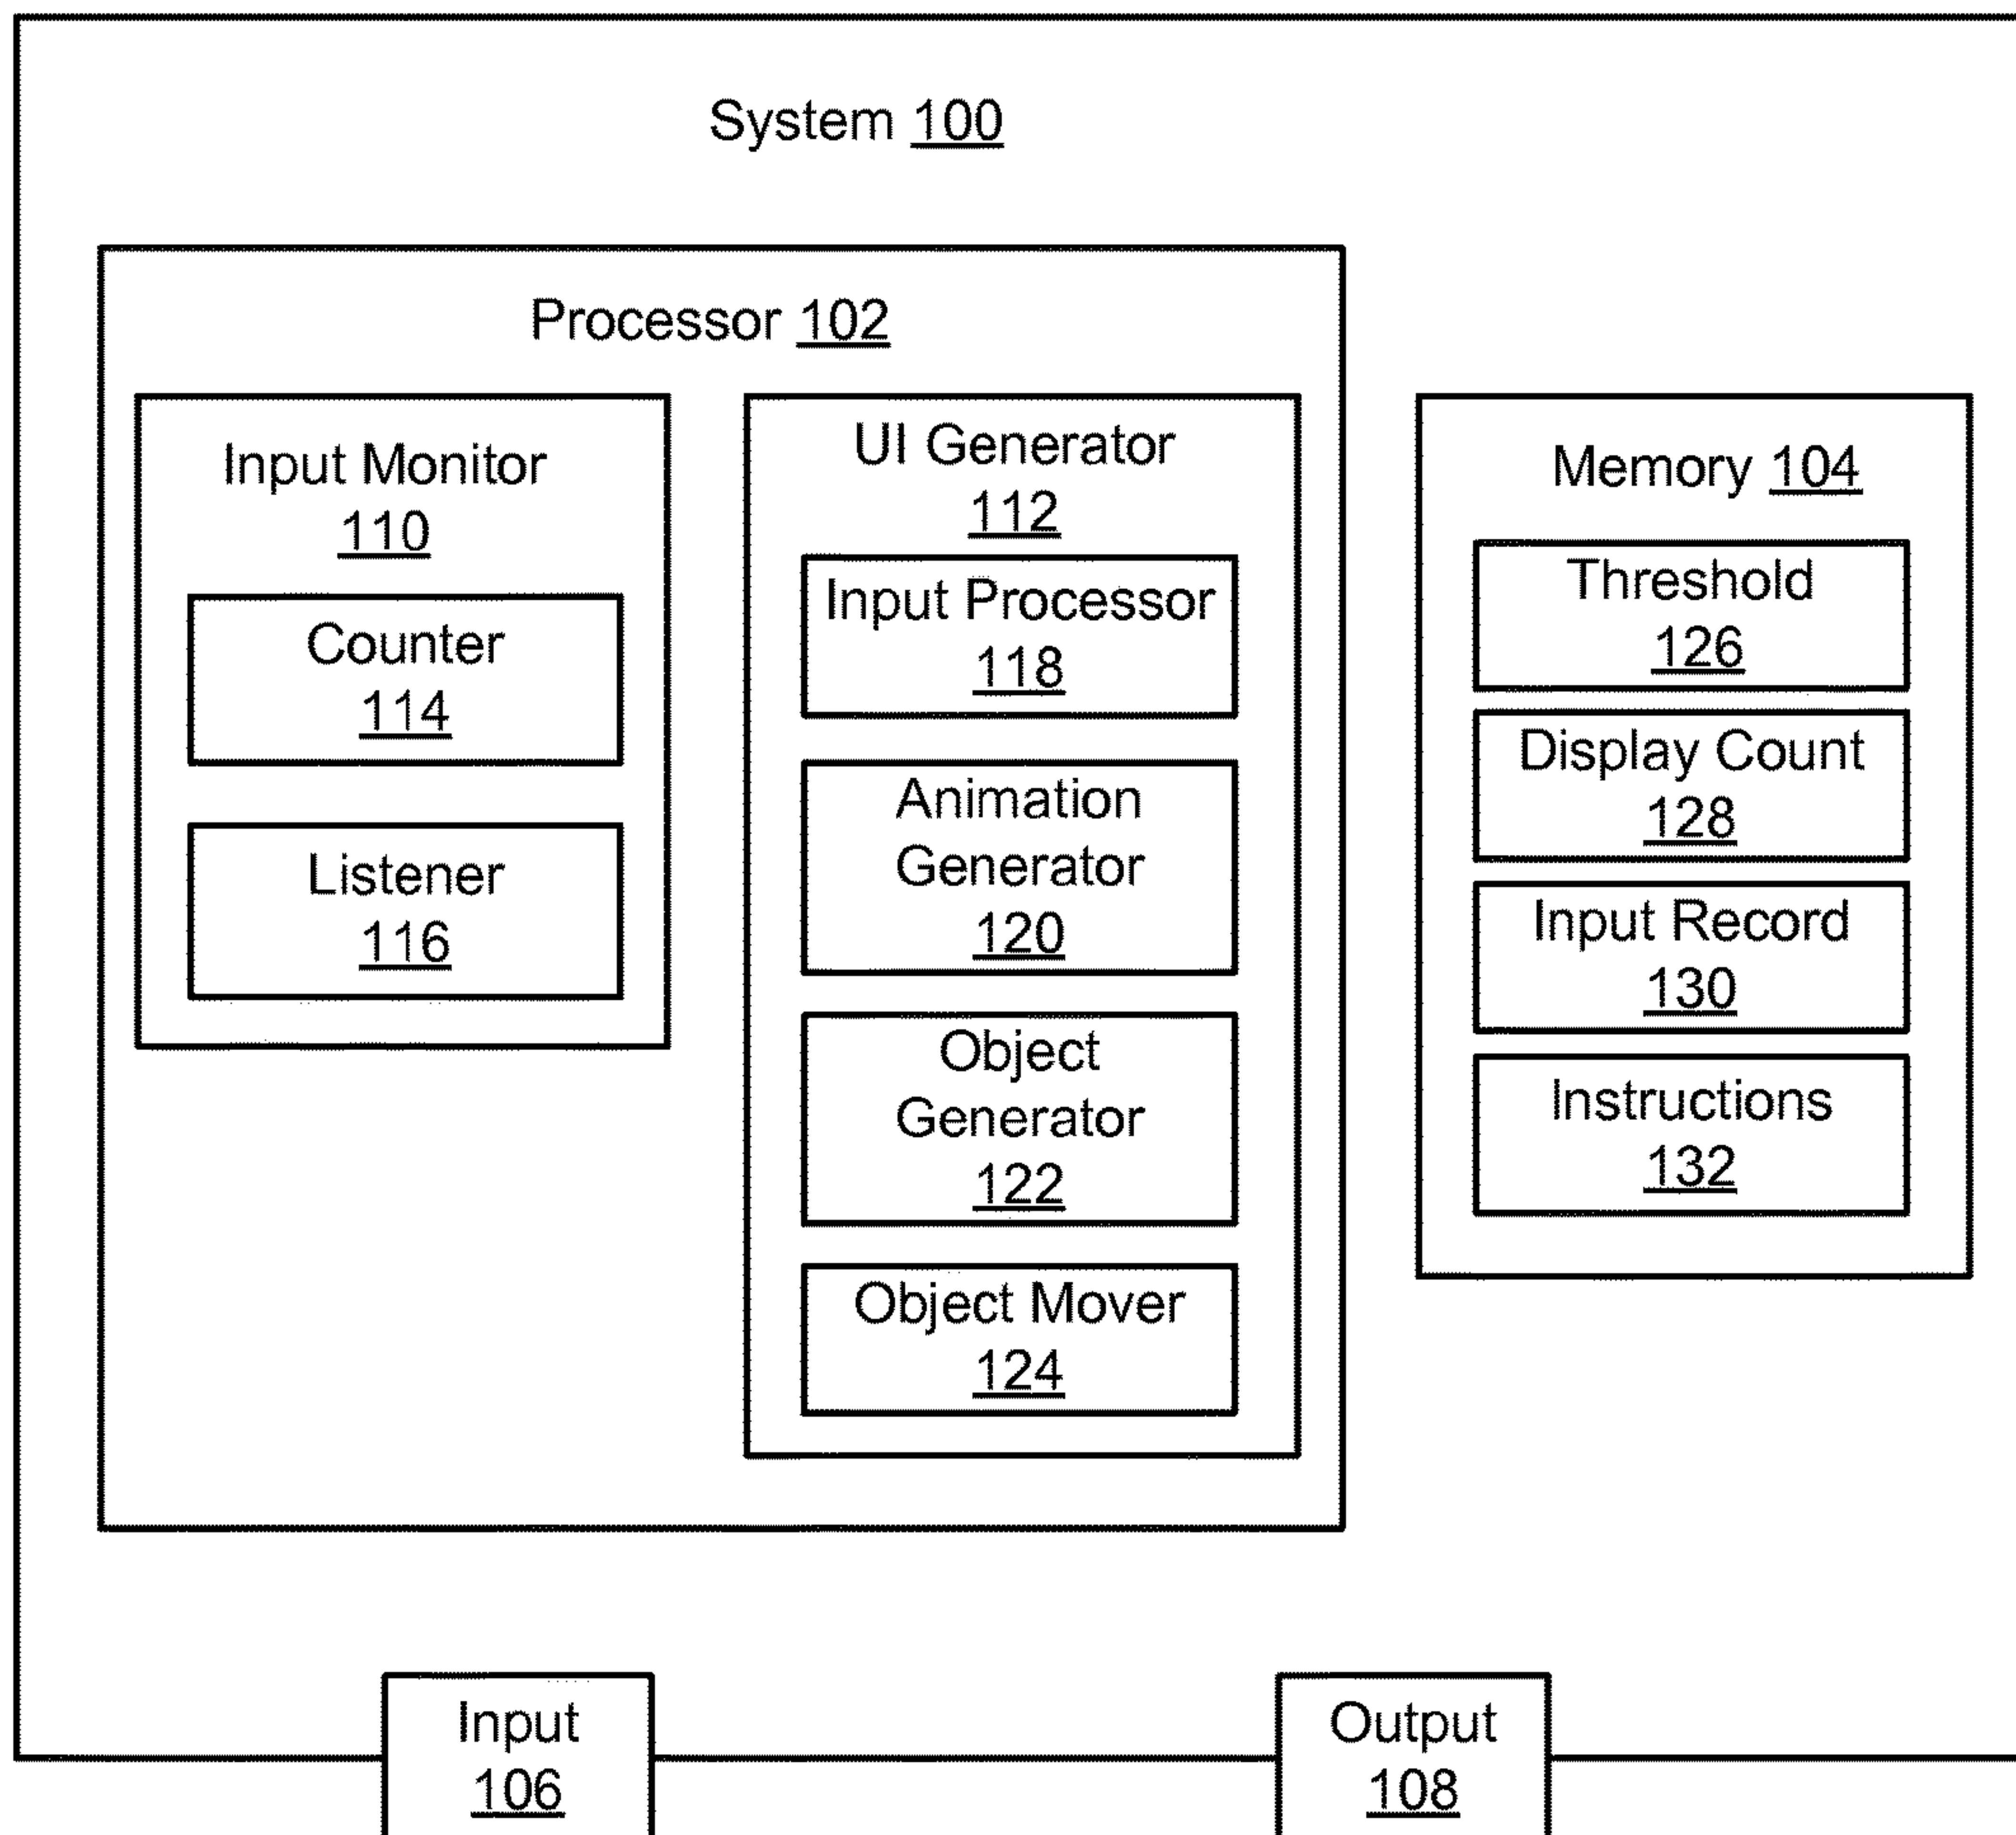 System 100
Processor 102
Input Monitor
110
Counter
114
Listener
116
UI Generator
112
Input Processor
118
Animation
Generator
120
Object
Generator
122
Object Mover
124
Memory 104
Threshold
126
Display Count
128
Input Record
130
Instructions
132
Input
106
Output
108